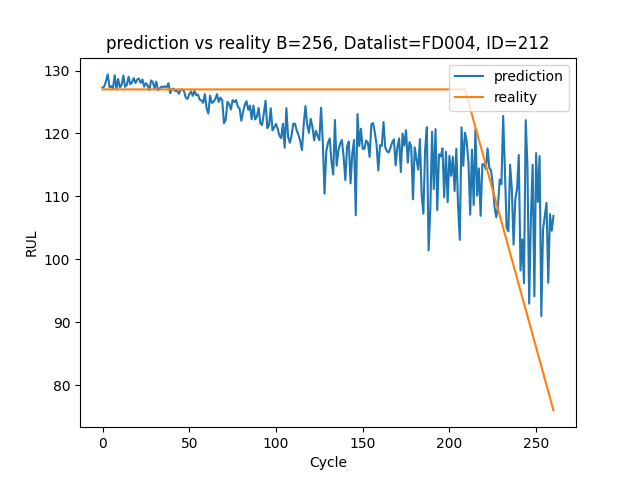 prediction vs reality B=256, Datalist=FD004, ID=212
prediction
reality
RUL
130
120
110
100
90
80
0 50 100 150 200 250
Cycle